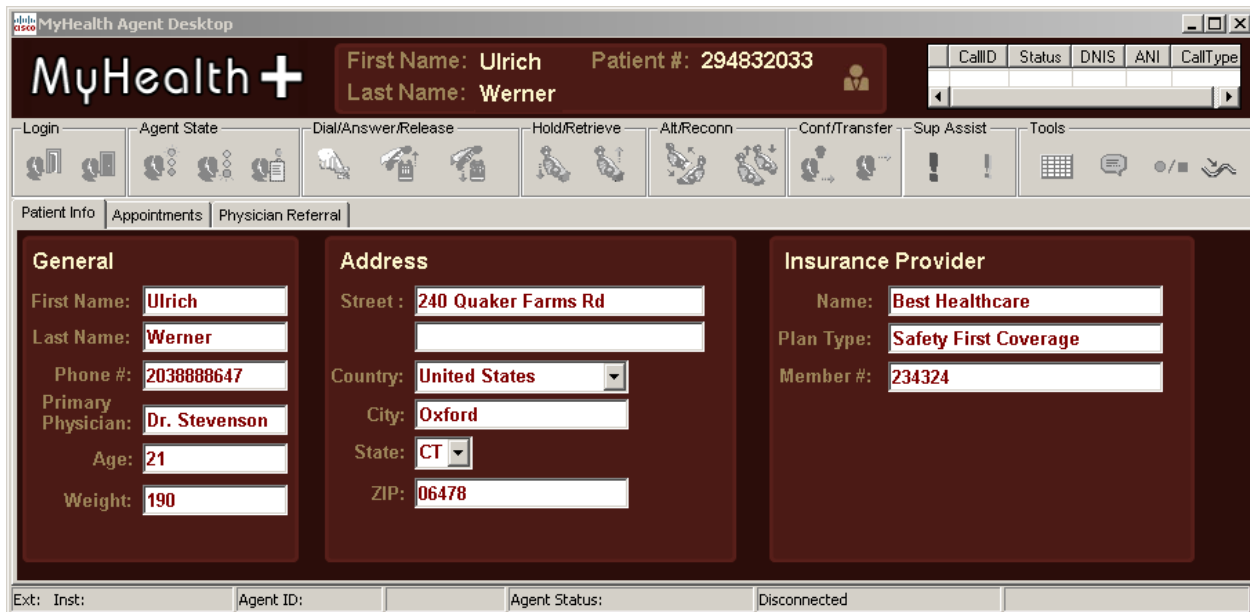 cisco MyHealth Agent Desktop
MyHealth+
First Name: Ulrich Patient #: 294832033
Last Name: Werner
CallID Status DNIS ANI CallType
Login Agent State Dial/Answer/Release Hold/Retrieve Alt/Reconn Conf/Transfer Sup Assist Tools
Patient Info Appointments Physician Referral
General
First Name: Ulrich
Last Name: Werner
Phone #: 2038888647
Primary
Physician: Dr. Stevenson
Age: 21
Weight: 190
Address
Street : 240 Quaker Farms Rd
Country: United States
City: Oxford
State: CT
ZIP: 06478
Insurance Provider
Name: Best Healthcare
Plan Type: Safety First Coverage
Member #: 234324
Ext: Inst: Agent ID: Agent Status: Disconnected